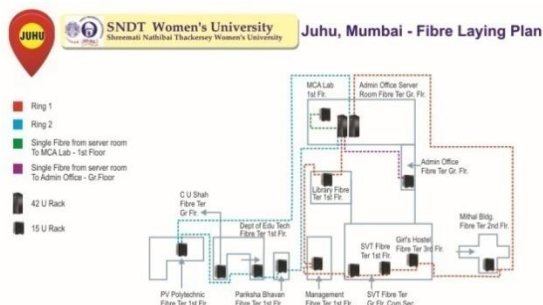 JUHU
SNDT Women's University
Shreemati Nathibai Thackersey Women's University
Juhu, Mumbai - Fibre Laying Plan
Ring 1
Ring 2
Single Fibre from server room
To MCA Lab - 1st Floor
Single Fibre from server room
To Admin Office - Gr.Floor
42 U Rack
15 U Rack
MCA Lab
1st Flr.
Admin Office Server
Room Fibre Ter Gr. Flr.
Admin Office
Fibre Ter Gr. Flr.
Library Fibre
Ter 1st Flr.
C U Shah
Fibre Ter
Gr Flr.
Dept of Edu Tech
Fibre Ter 1st Flr.
SVT Fibre
Ter 1st Flr.
Girl's Hostel
Fibre Ter 3rd Flr.
Mithal Bldg.
Fibre Ter 2nd Flr.
PV Polytechnic
Fibre Ter 1st Flr.
Pariksha Bhavan
Fibre Ter 1st Flr.
Management
Fibre Ter 1st Flr.
SVT Fibre Ter
Gr Flr. Com Sec